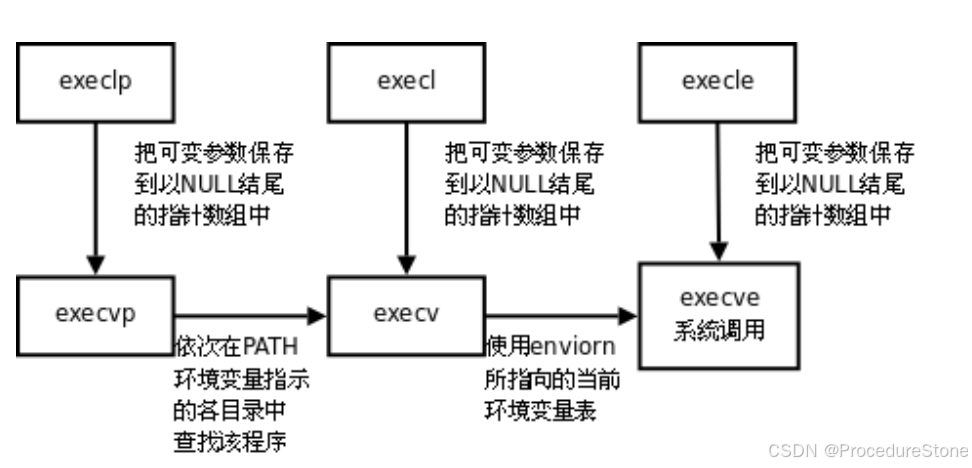 execlp
execl
execle
把可变参数保存
到以NULL结尾
的指针数组中
把可变参数保存
到以NULL结尾
的指针数组中
把可变参数保存
到以NULL结尾
的指针数组中
execvp
execv
execve
系统调用
依次在PATH
环境变量指示
的各目录中
查找该程序
使用enviorn
所指向的当前
环境变量表
CSDN @ProcedureStone